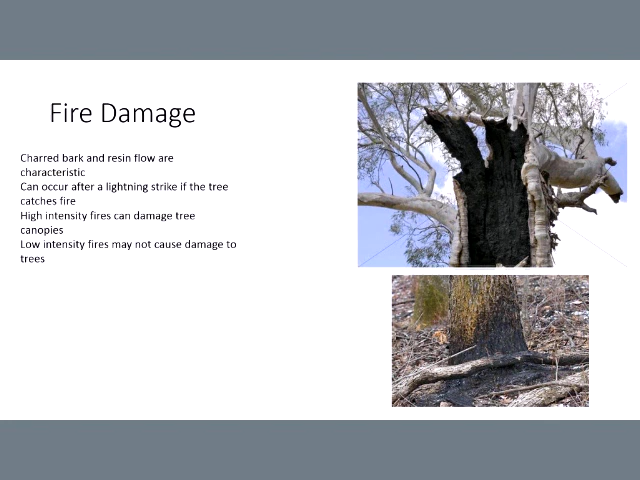 Fire Damage
Charred bark and resin flow are
characteristic
Can occur after a lightning strike if the tree
catches fire
High intensity fires can damage tree
canopies
Low intensity fires may not cause damage to
trees